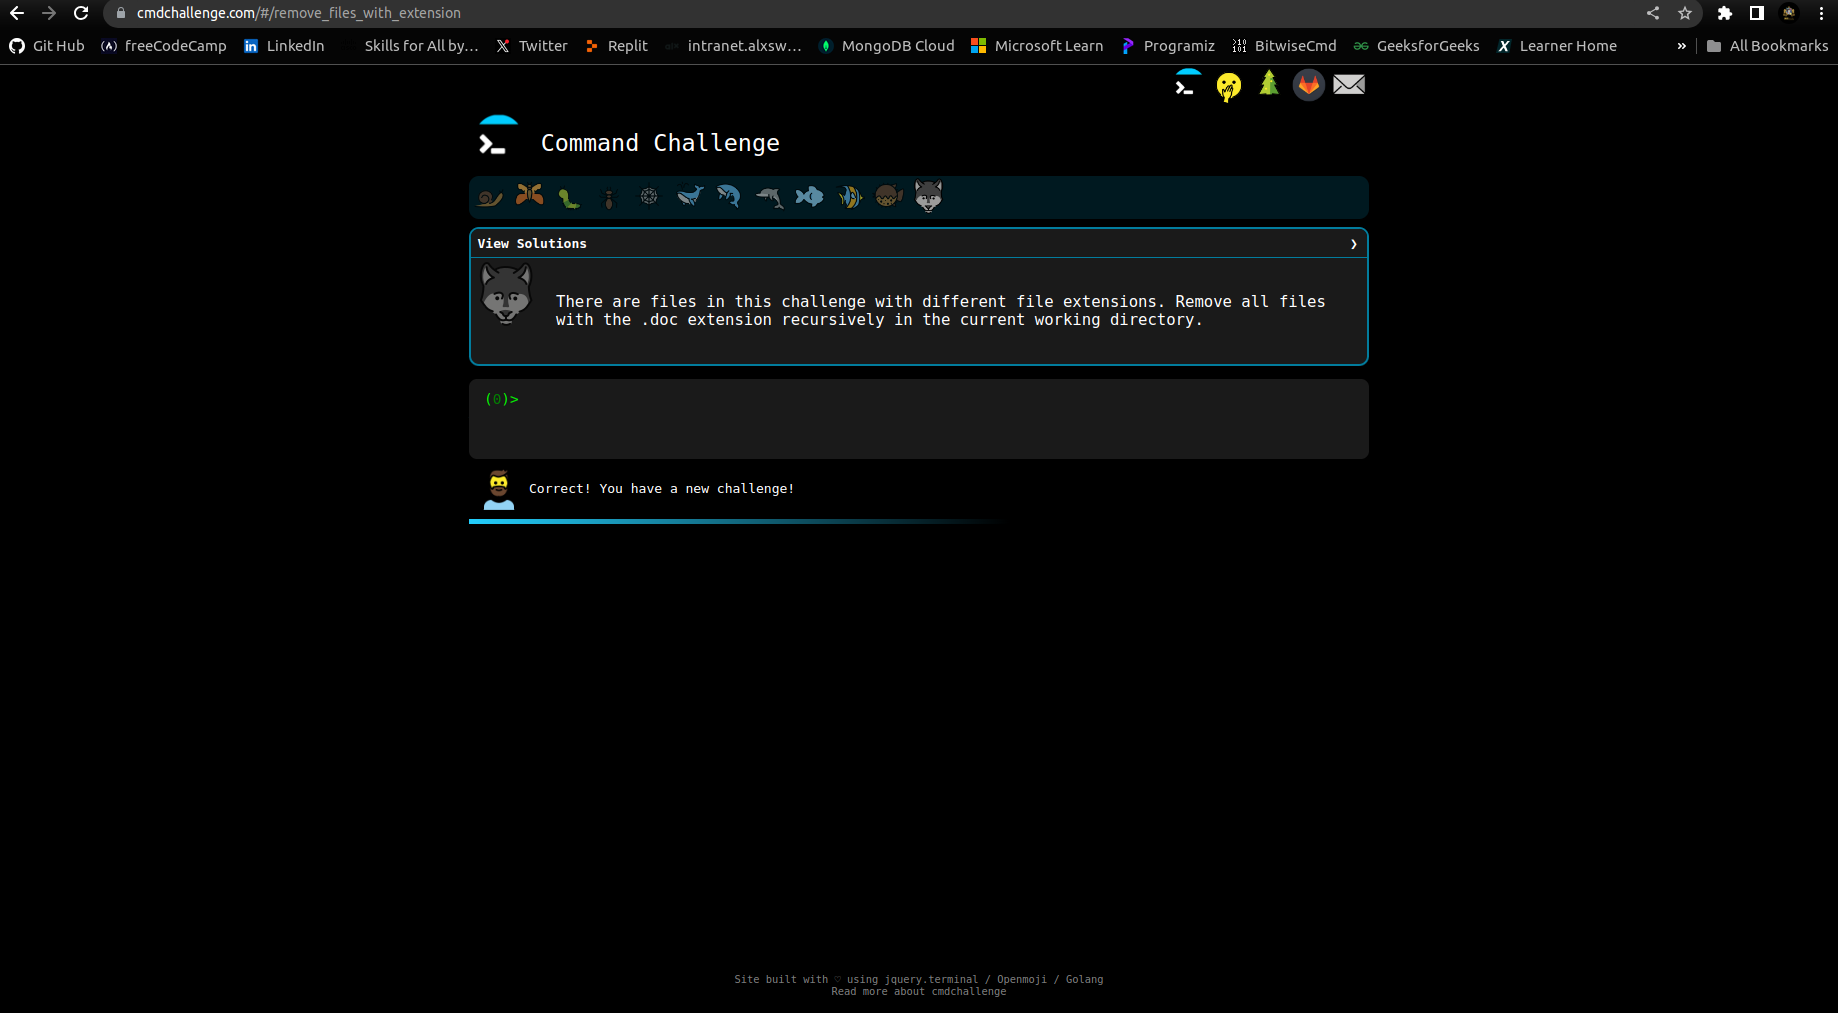 cmdchallenge.com/#/remove_files_with_extension
Git Hub freeCodeCamp LinkedIn Skills for All by... Twitter Replit intranet.alxsw... MongoDB Cloud Microsoft Learn Programiz BitwiseCmd GeeksforGeeks Learner Home » All Bookmarks
Command Challenge
View Solutions ❯
There are files in this challenge with different file extensions. Remove all files
with the .doc extension recursively in the current working directory.
(0)>
Correct! You have a new challenge!
Site built with ♡ using jquery.terminal / Openmoji / Golang
Read more about cmdchallenge